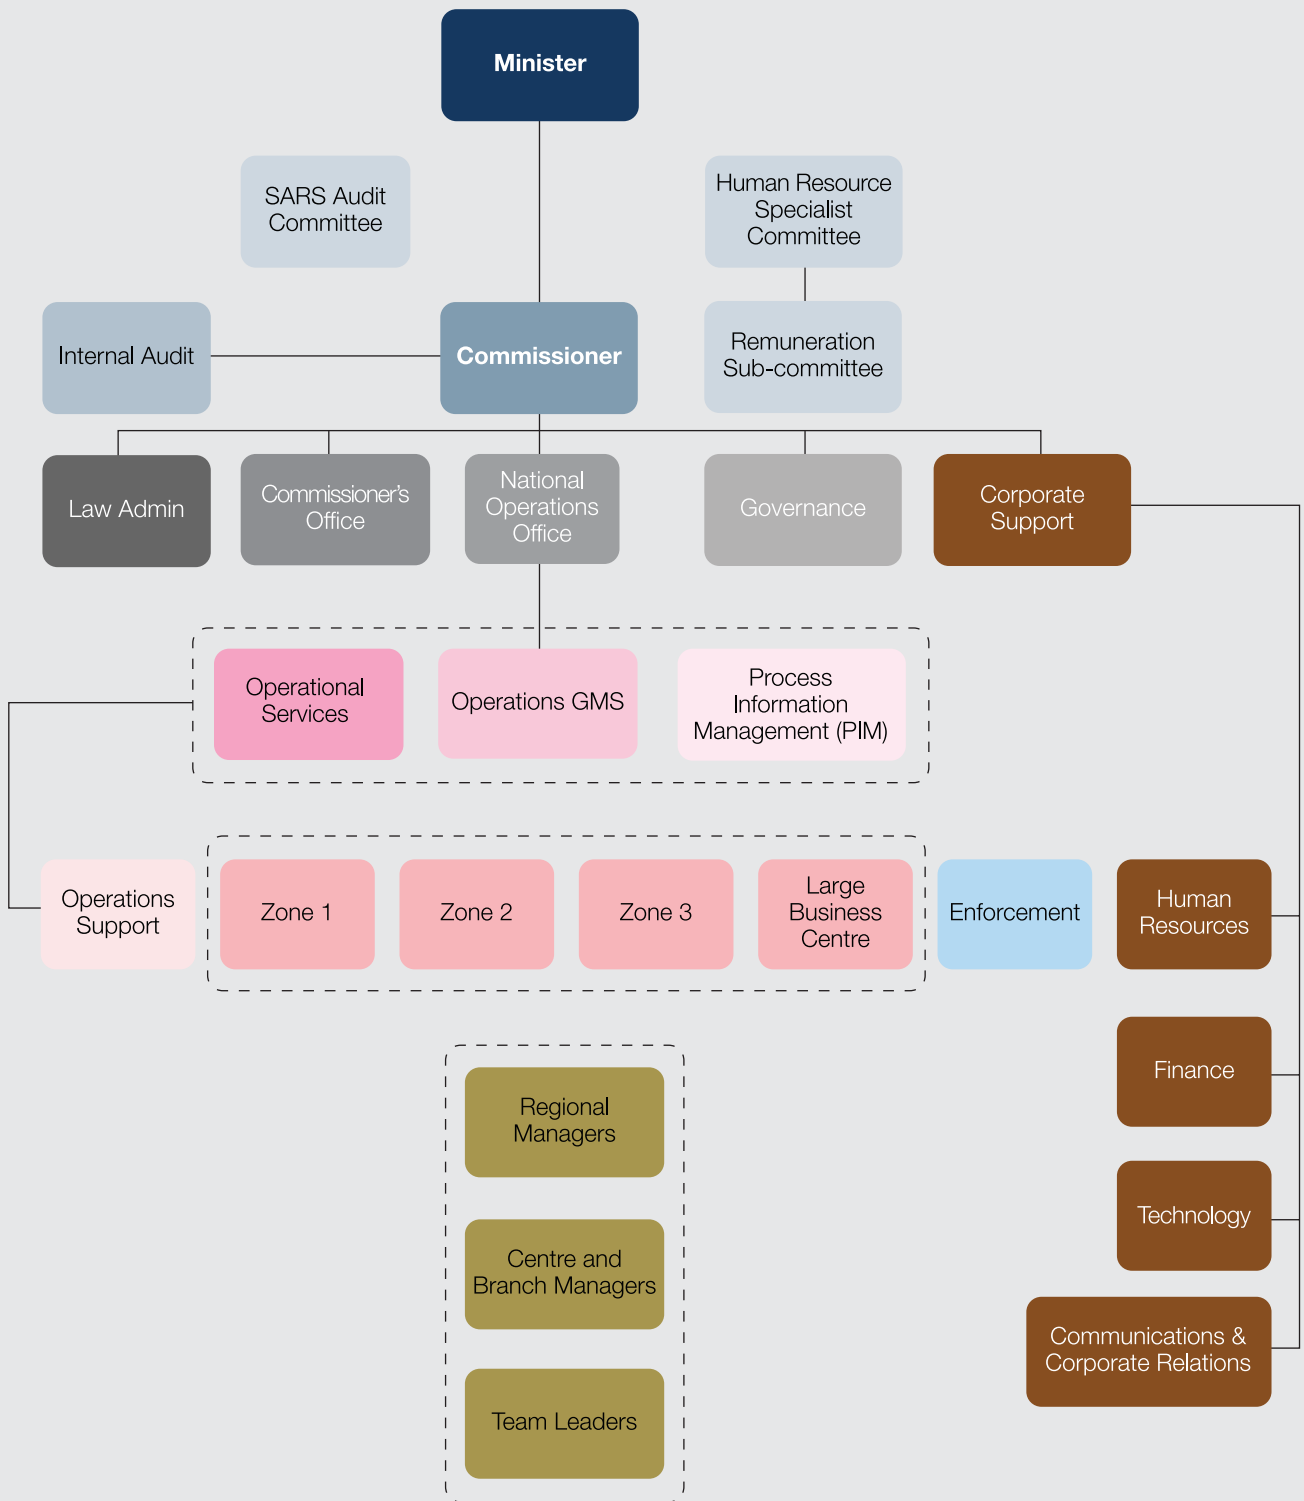 Minister
SARS Audit
Committee
Human Resource
Specialist
Committee
Internal Audit
Commissioner
Remuneration
Sub-committee
Law Admin
Commissioner's
Office
National
Operations
Office
Governance
Corporate
Support
Operational
Services
Operations GMS
Process
Information
Management (PIM)
Operations
Support
Zone 1
Zone 2
Zone 3
Large
Business
Centre
Enforcement
Human
Resources
Regional
Managers
Finance
Centre and
Branch Managers
Technology
Team Leaders
Communications &
Corporate Relations